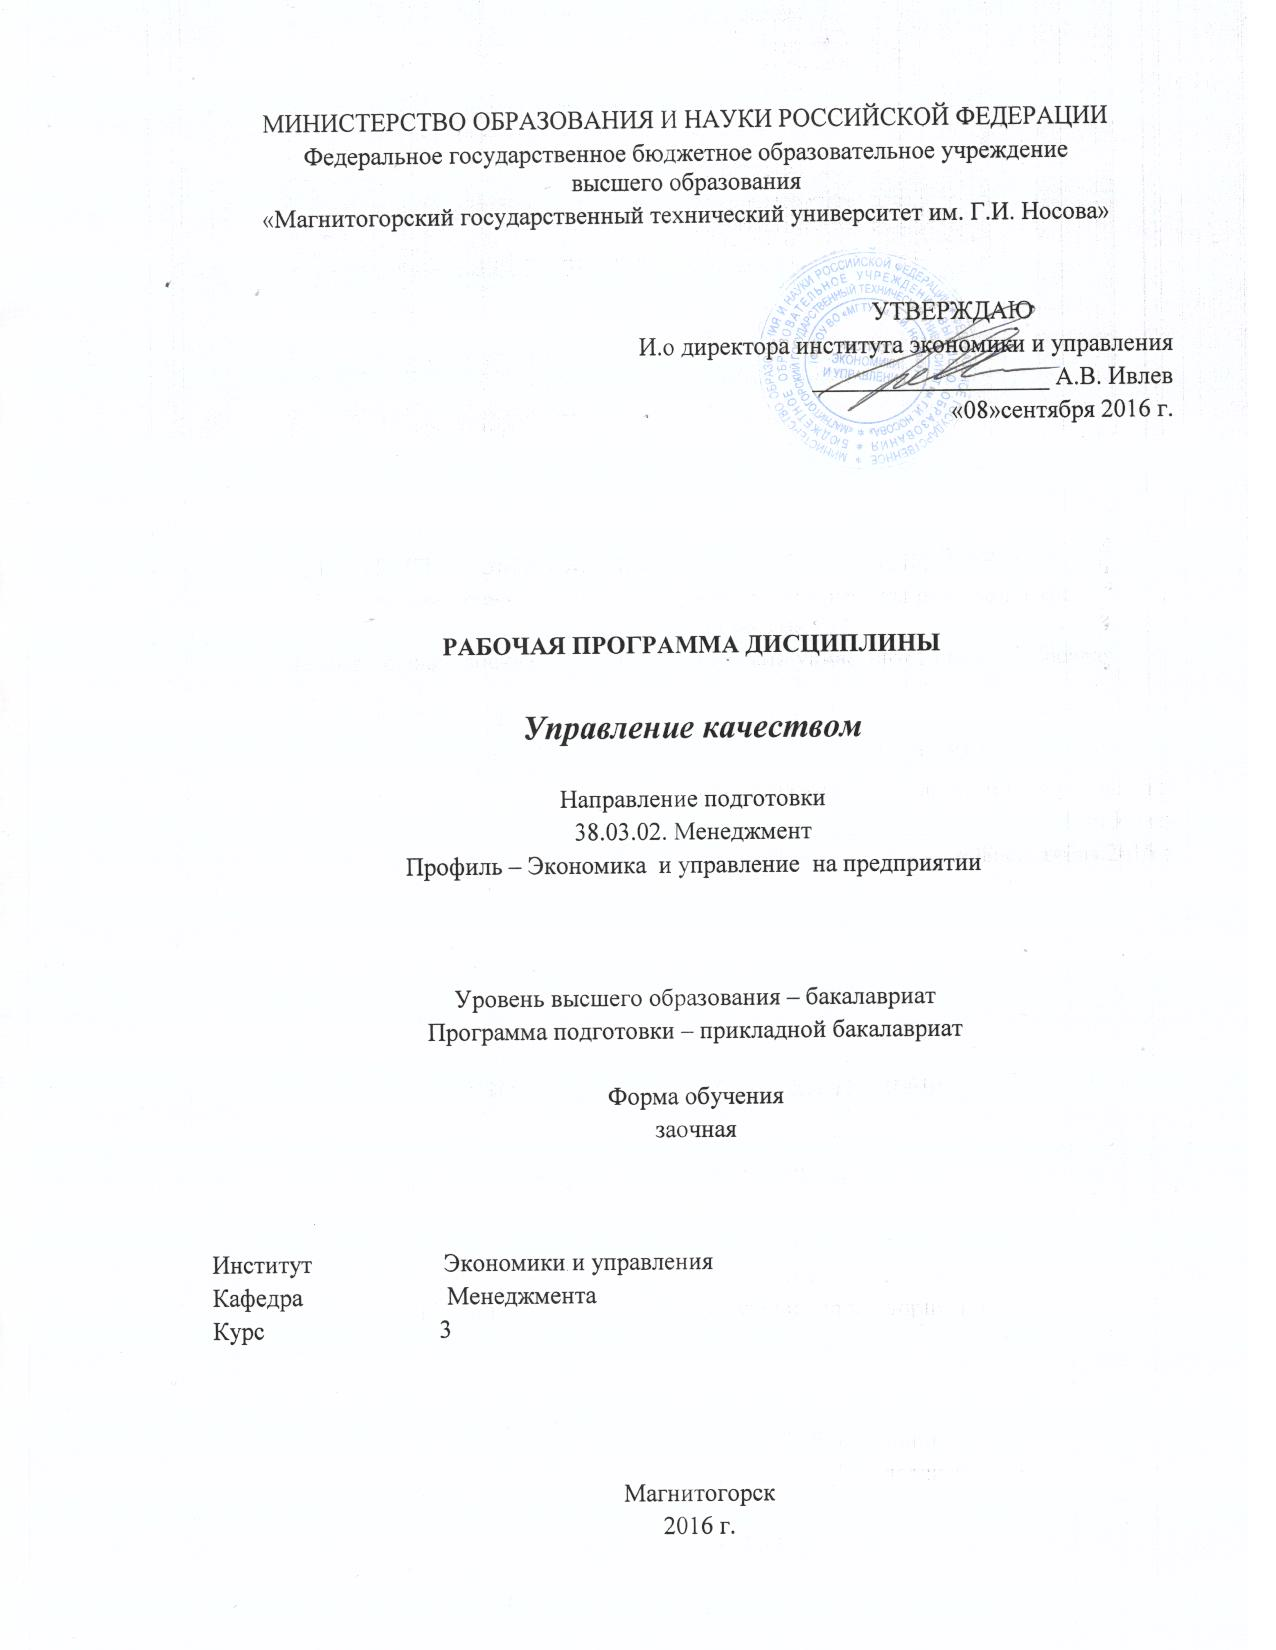 МИНИСТЕРСТВО ОБРАЗОВАНИЯ И НАУКИ РОССИЙСКОЙ ФЕДЕРАЦИИ
Федеральное государственное бюджетное образовательное учреждение
высшего образования
«Магнитогорский государственный технический университет им. Г.И. Носова»
УТВЕРЖДАЮ
И.о директора института экономики и управления
А.В. Ивлев
«08»сентября 2016 г.
ЭКОНОМИКИ
И УПРАВЛЕНИЯ
РАБОЧАЯ ПРОГРАММА ДИСЦИПЛИНЫ
Управление качеством
Направление подготовки
38.03.02. Менеджмент
Профиль – Экономика и управление на предприятии
Уровень высшего образования – бакалавриат
Программа подготовки – прикладной бакалавриат
Форма обучения
заочная
Институт Экономики и управления
Кафедра Менеджмента
Курс 3
Магнитогорск
2016 г.